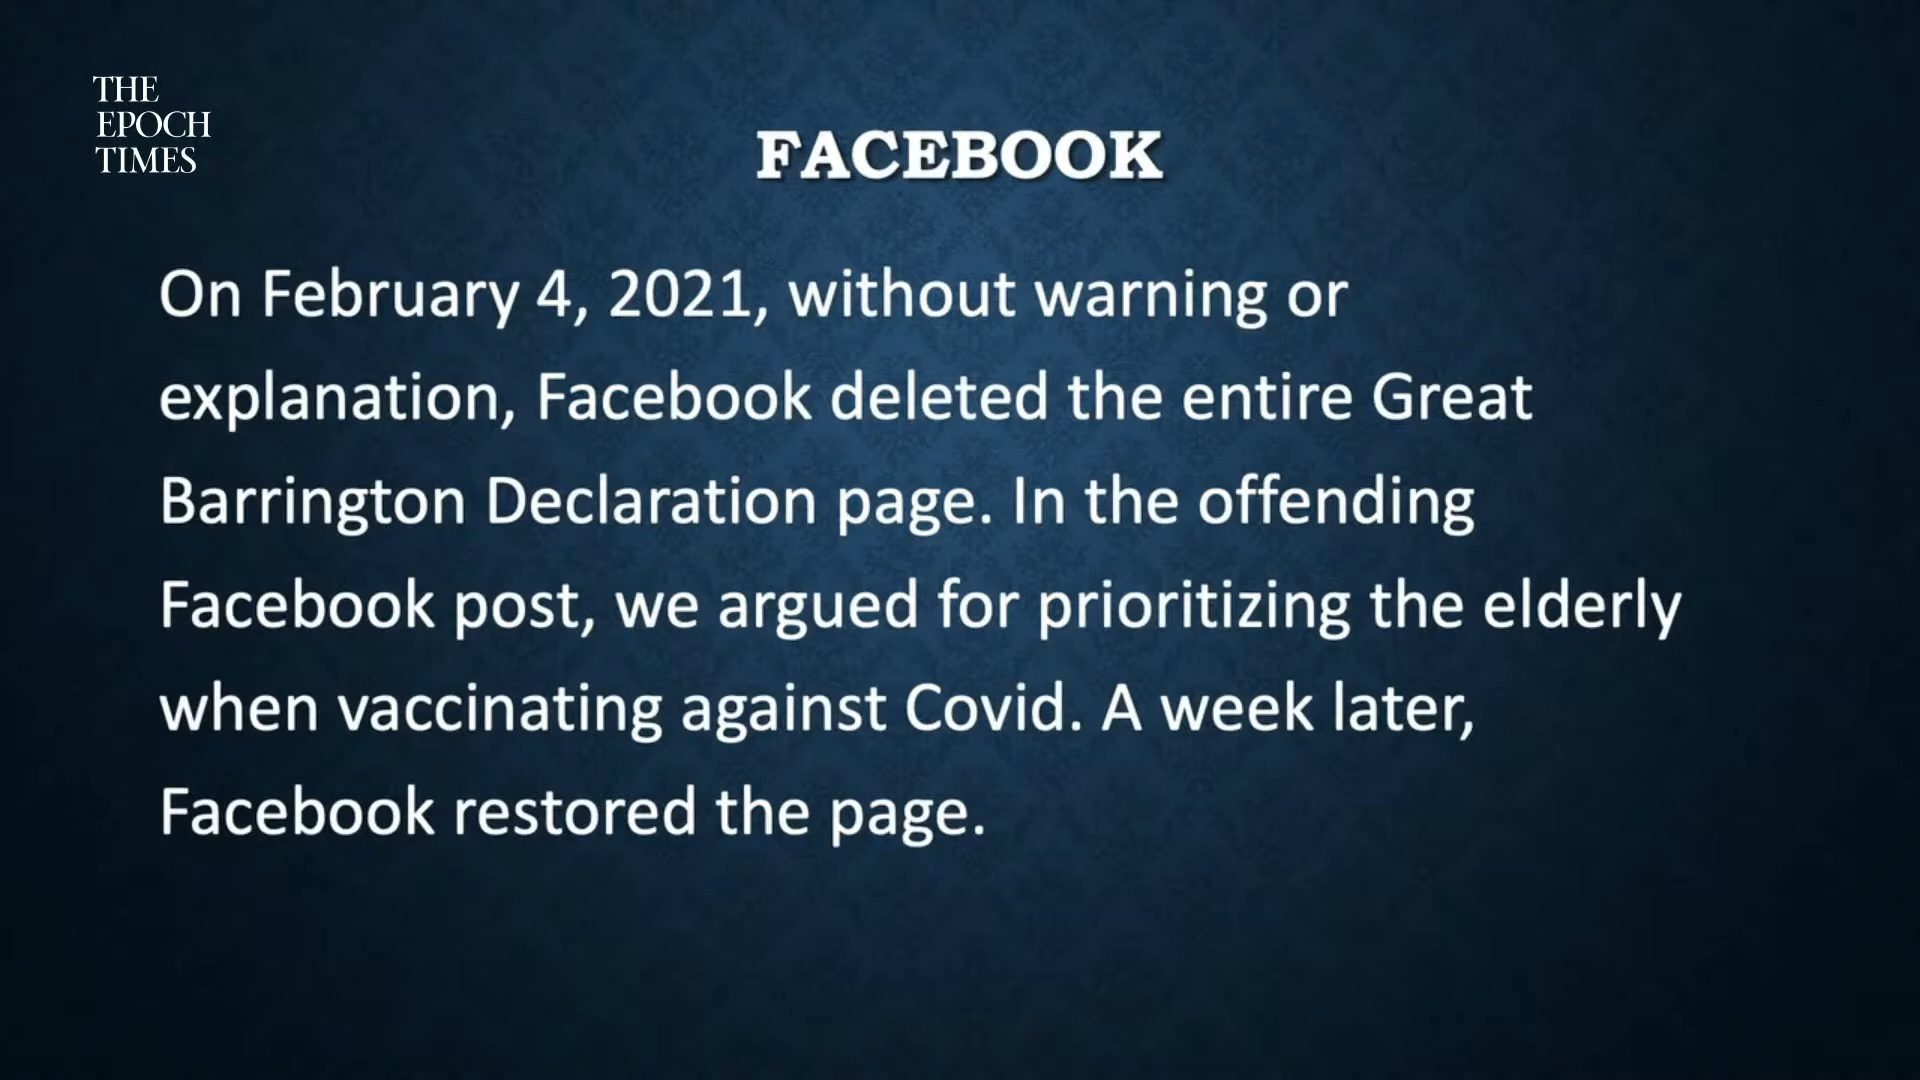 THE
EPOCH
TIMES
FACEBOOK
On February 4, 2021, without warning or
explanation, Facebook deleted the entire Great
Barrington Declaration page. In the offending
Facebook post, we argued for prioritizing the elderly
when vaccinating against Covid. A week later,
Facebook restored the page.